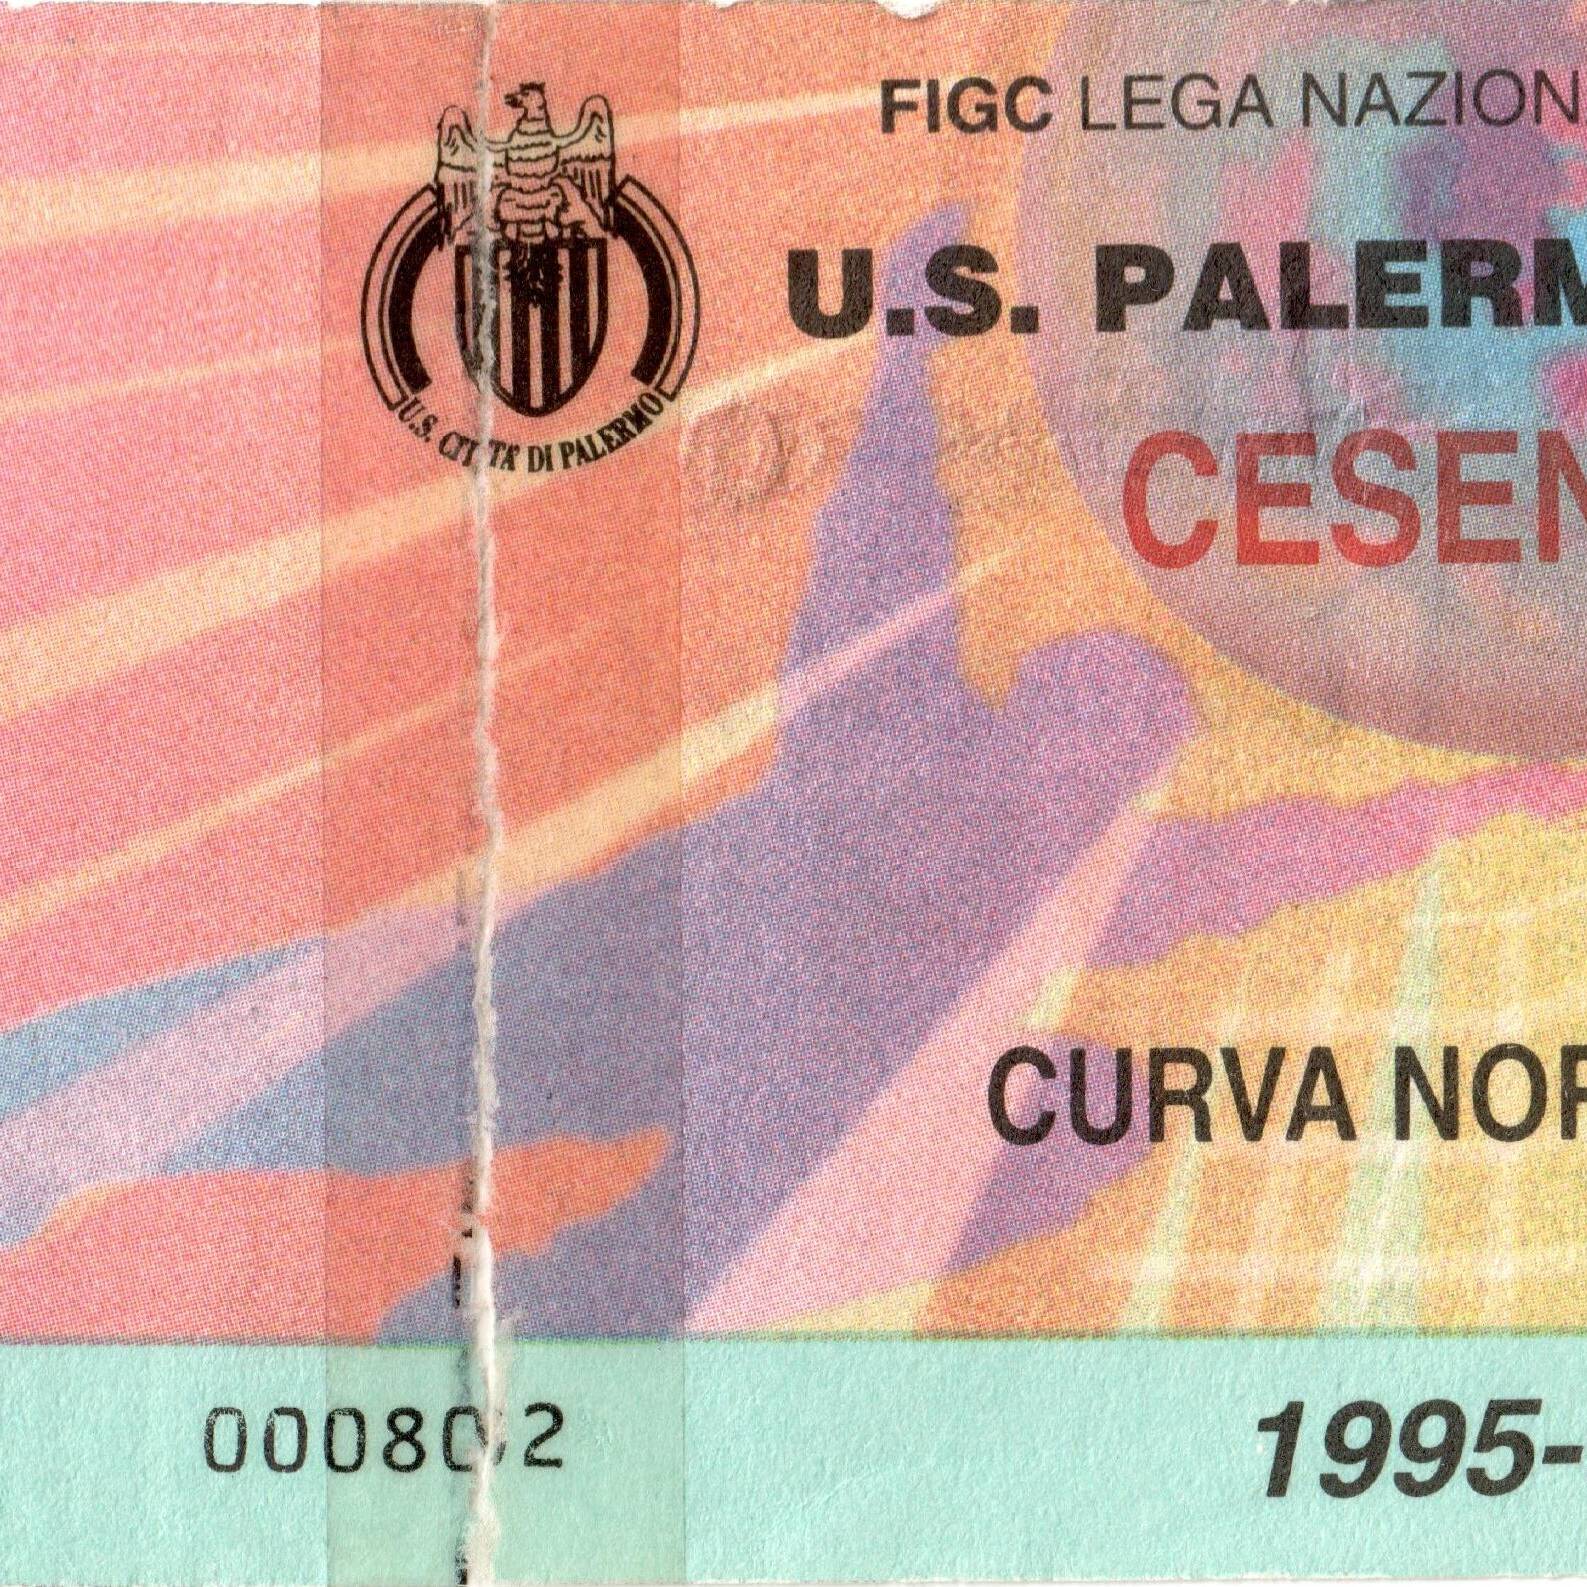 FIGC LEGA NAZION
U.S. CITTA' DI PALERMO
U.S. PALERM
CESEN
CURVA NOR
000802
1995-